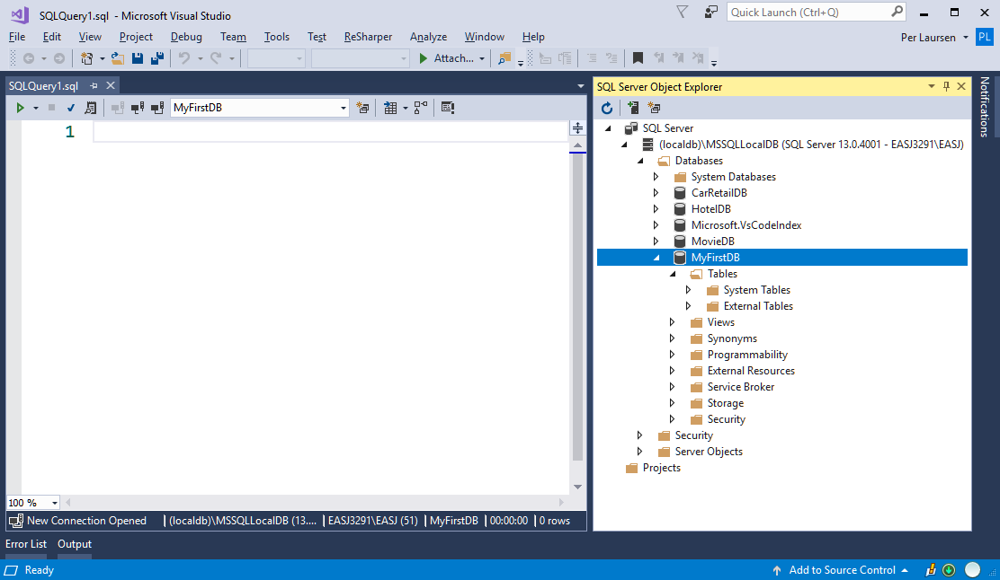 SQLQuery1.sql - Microsoft Visual Studio
Quick Launch (Ctrl+Q)
File Edit View Project Debug Team Tools Test ReSharper Analyze Window Help
Per Laursen PL
Attach...
SQLQuery1.sql
MyFirstDB
1
100 %
New Connection Opened (localdb)\MSSQLLocalDB (13.... EASJ3291\EASJ (51) MyFirstDB 00:00:00 0 rows
SQL Server Object Explorer
SQL Server
(localdb)\MSSQLLocalDB (SQL Server 13.0.4001 - EASJ3291\EASJ)
Databases
System Databases
CarRetailDB
HotelDB
Microsoft.VsCodeIndex
MovieDB
MyFirstDB
Tables
System Tables
External Tables
Views
Synonyms
Programmability
External Resources
Service Broker
Storage
Security
Security
Server Objects
Projects
Notifications
Error List Output
Ready
Add to Source Control